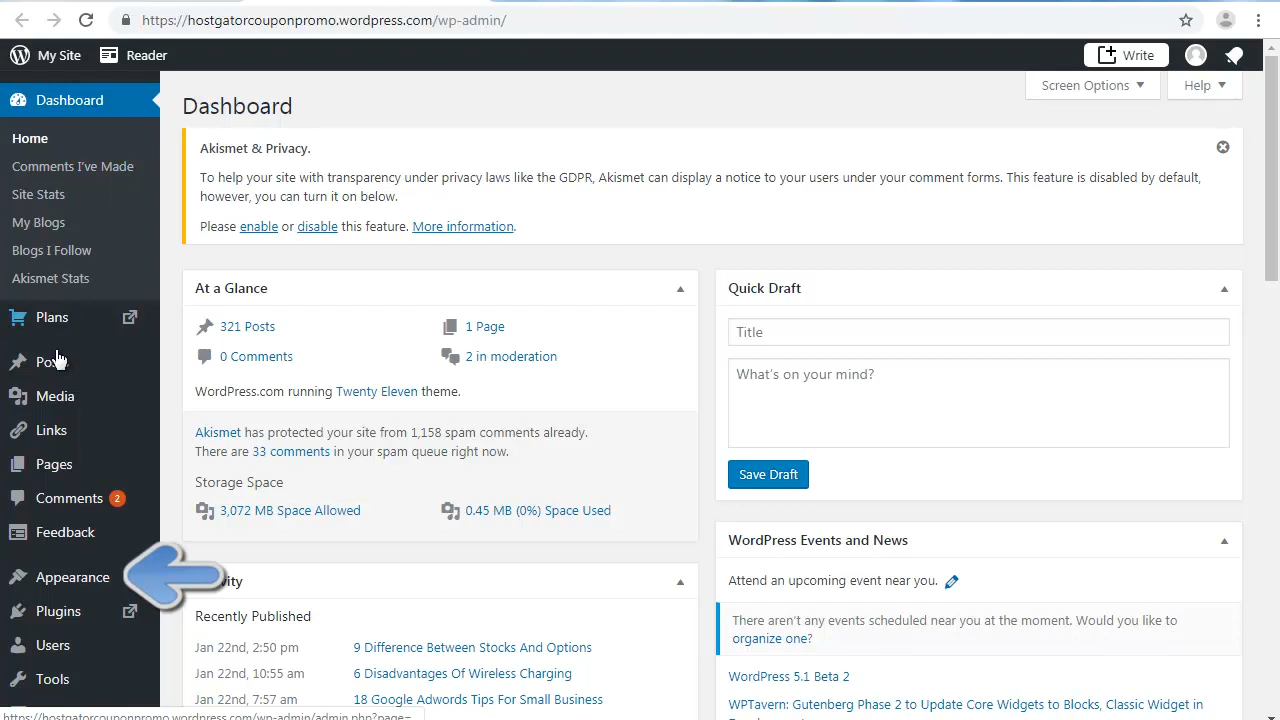 https://hostgatorcouponpromo.wordpress.com/wp-admin/
My Site
Reader
Write
Dashboard
Home
Comments I've Made
Site Stats
My Blogs
Blogs I Follow
Akismet Stats
Plans
Media
Links
Pages
Comments 2
Feedback
Appearance
Plugins
Users
Tools
Screen Options
Help
Dashboard
Akismet & Privacy.
To help your site with transparency under privacy laws like the GDPR, Akismet can display a notice to your users under your comment forms. This feature is disabled by default,
however, you can turn it on below.
Please enable or disable this feature. More information.
At a Glance
321 Posts
1 Page
0 Comments
2 in moderation
WordPress.com running Twenty Eleven theme.
Akismet has protected your site from 1,158 spam comments already.
There are 33 comments in your spam queue right now.
Storage Space
3,072 MB Space Allowed
0.45 MB (0%) Space Used
Recently Published
Jan 22nd, 2:50 pm 9 Difference Between Stocks And Options
Jan 22nd, 10:55 am 6 Disadvantages Of Wireless Charging
Jan 22nd, 7:57 am 18 Google Adwords Tips For Small Business
Quick Draft
Title
What's on your mind?
Save Draft
WordPress Events and News
Attend an upcoming event near you.
There aren't any events scheduled near you at the moment. Would you like to
organize one?
WordPress 5.1 Beta 2
WPTavern: Gutenberg Phase 2 to Update Core Widgets to Blocks, Classic Widget in
https://hostgatorcouponpromo.wordpress.com/wp-admin/admin.php?page=